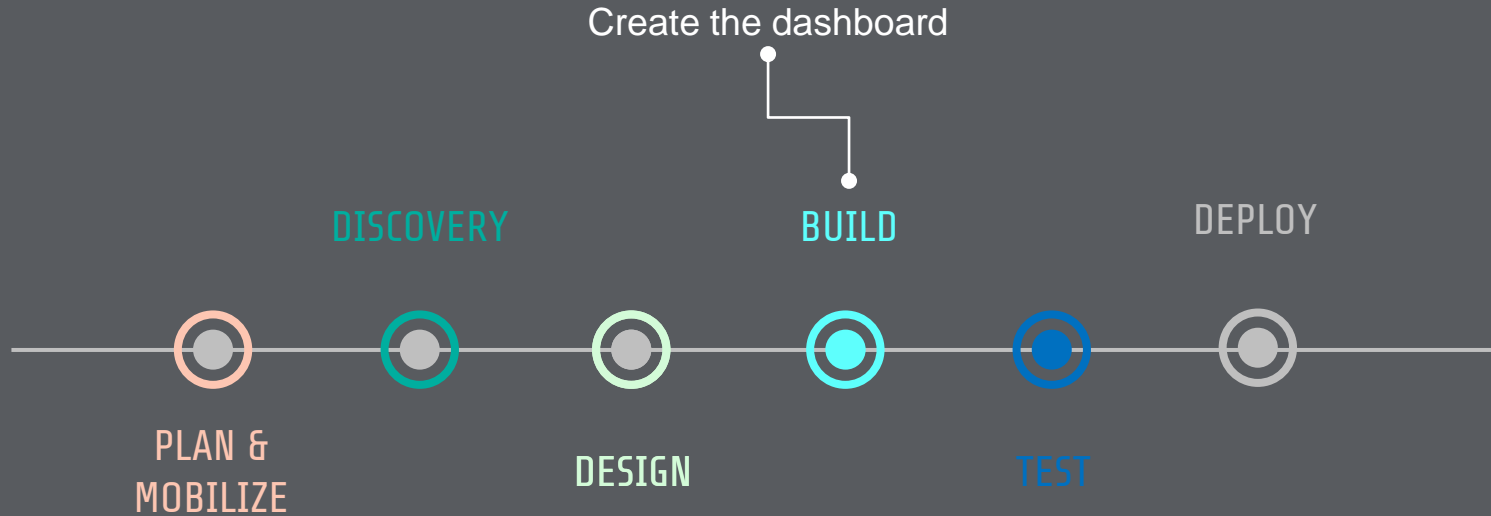 Create the dashboard
DISCOVERY
BUILD
DEPLOY
PLAN &
MOBILIZE
DESIGN
TEST